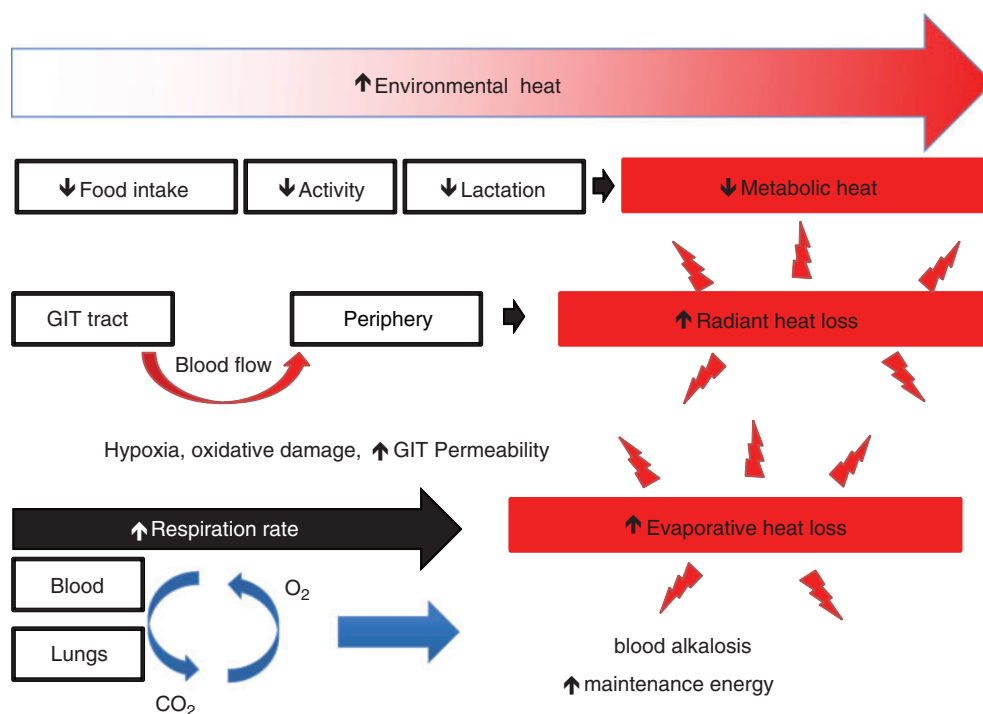 ↑ Environmental heat
↓ Food intake
↓ Activity
↓ Lactation
↓ Metabolic heat
GIT tract
Periphery
↑ Radiant heat loss
Blood flow
Hypoxia, oxidative damage, ↑ GIT Permeability
↑ Respiration rate
↑ Evaporative heat loss
Blood
O₂
Lungs
CO₂
blood alkalosis
↑ maintenance energy